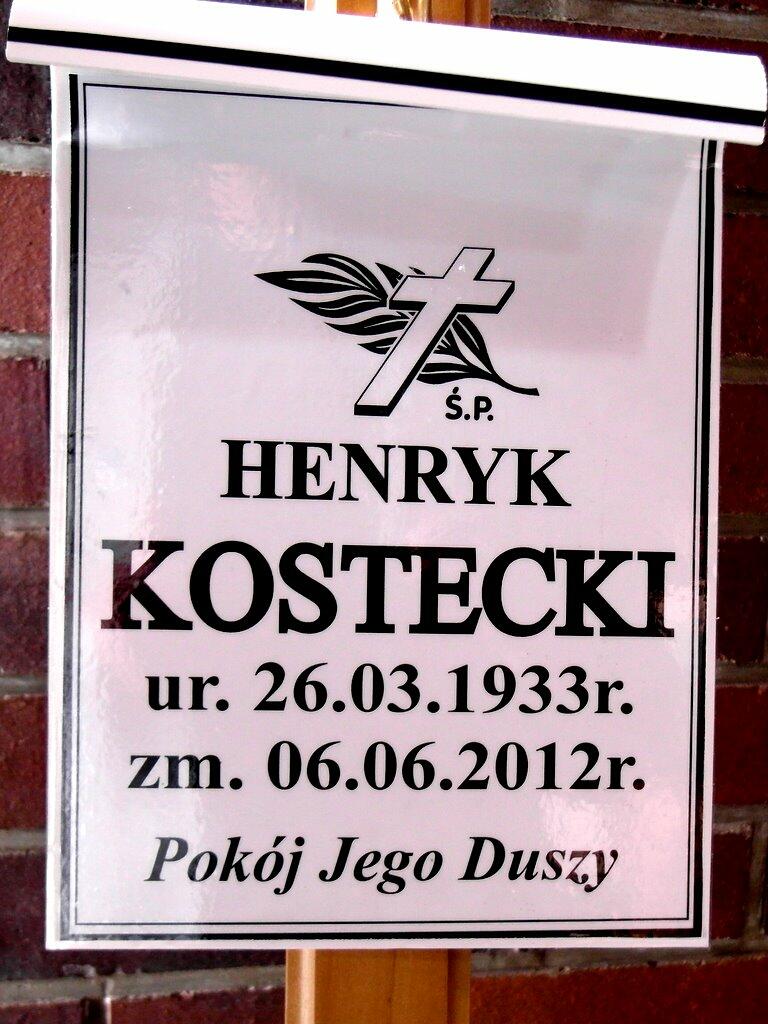 Ś.P.
HENRYK
KOSTECKI
ur. 26.03.1933r.
zm. 06.06.2012r.
Pokój Jego Duszy